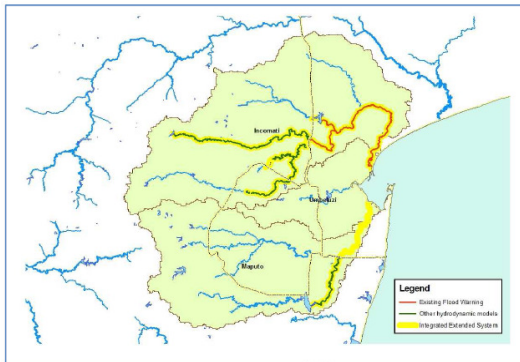 Incomati
Umbeluzi
Maputo
Legend
Existing Flood Warning
Other hydrodynamic models
Integrated Extended System